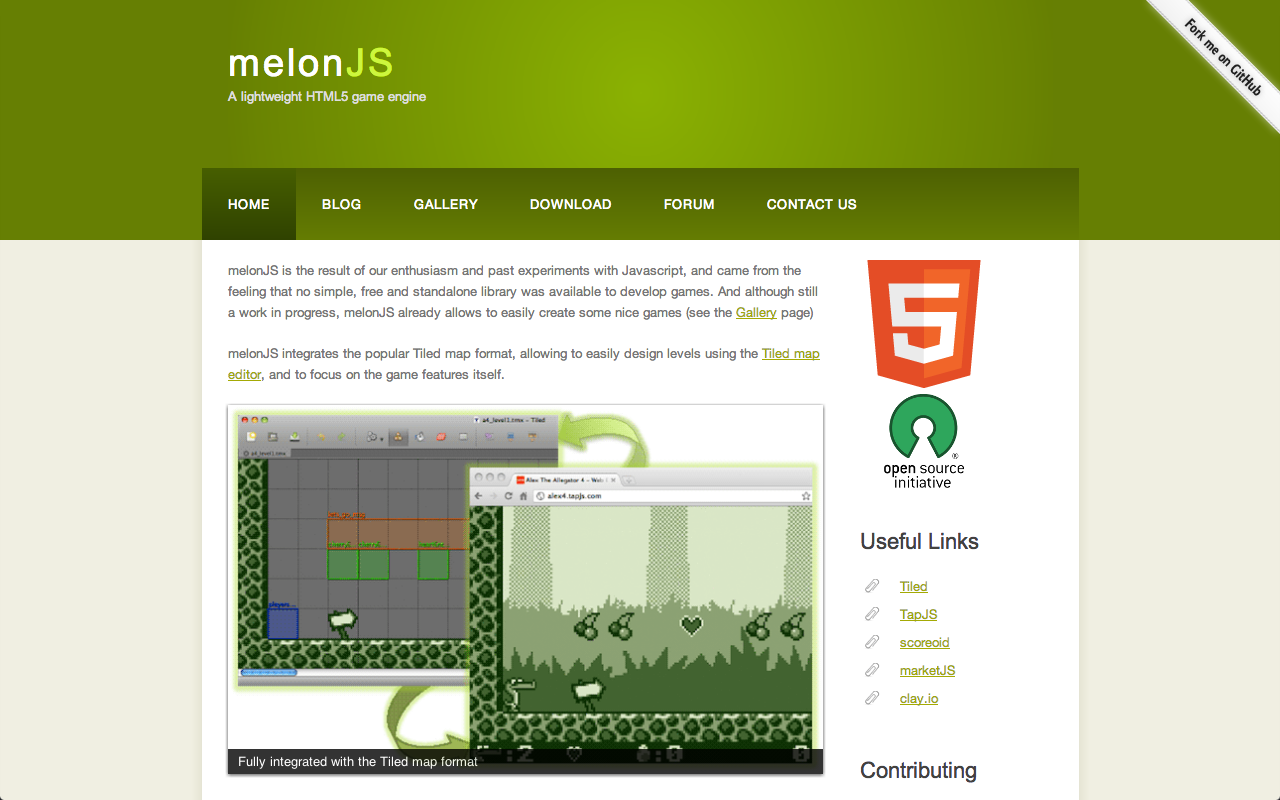 melonJS
A lightweight HTML5 game engine
Fork me on GitHub
HOME
BLOG
GALLERY
DOWNLOAD
FORUM
CONTACT US
melonJS is the result of our enthusiasm and past experiments with Javascript, and came from the
feeling that no simple, free and standalone library was available to develop games. And although still
a work in progress, melonJS already allows to easily create some nice games (see the Gallery page)
melonJS integrates the popular Tiled map format, allowing to easily design levels using the Tiled map
editor, and to focus on the game features itself.
a4_level1.tmx - Tiled
a4_level1.tmx
Alex The Allegator 4 - Web
alex4.tapjs.com
Fully integrated with the Tiled map format
open source
initiative
Useful Links
Tiled
TapJS
scoreoid
marketJS
clay.io
Contributing